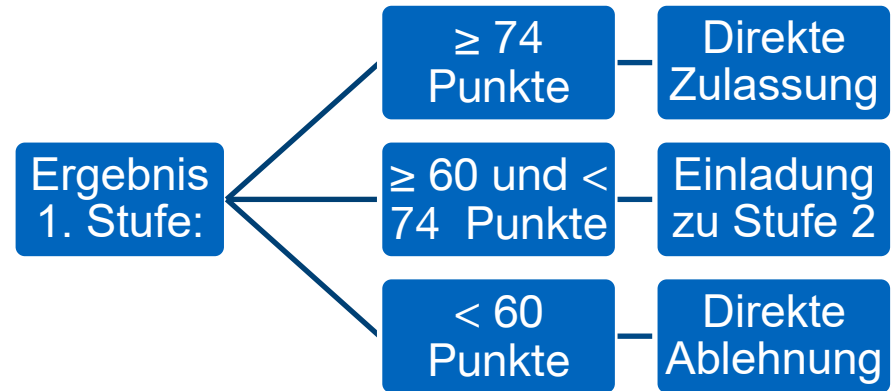 Ergebnis
1. Stufe:
≥ 74
Punkte
Direkte
Zulassung
≥ 60 und <
74 Punkte
Einladung
zu Stufe 2
< 60
Punkte
Direkte
Ablehnung